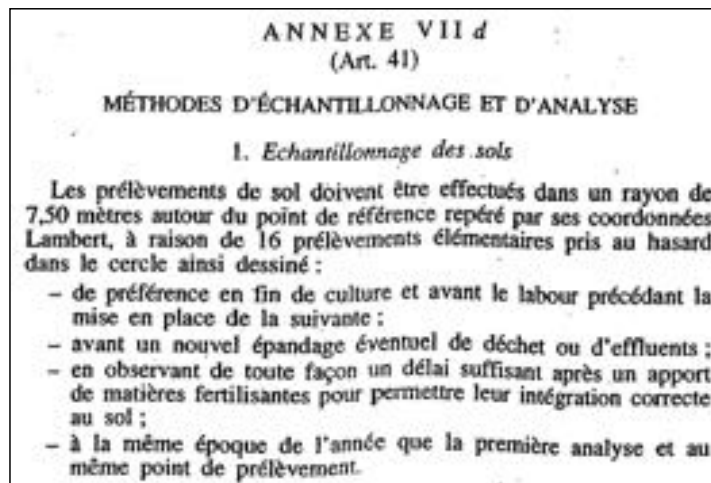 ANNEXE VII d
(Art. 41)
MÉTHODES D'ÉCHANTILLONNAGE ET D'ANALYSE
1. Echantillonnage des sols
Les prélèvements de sol doivent être effectués dans un rayon de
7,50 mètres autour du point de référence repéré par ses coordonnées
Lambert, à raison de 16 prélèvements élémentaires pris au hasard
dans le cercle ainsi dessiné :
– de préférence en fin de culture et avant le labour précédant la
mise en place de la suivante ;
– avant un nouvel épandage éventuel de déchet ou d'effluents ;
– en observant de toute façon un délai suffisant après un apport
de matières fertilisantes pour permettre leur intégration correcte
au sol ;
– à la même époque de l'année que la première analyse et au
même point de prélèvement.